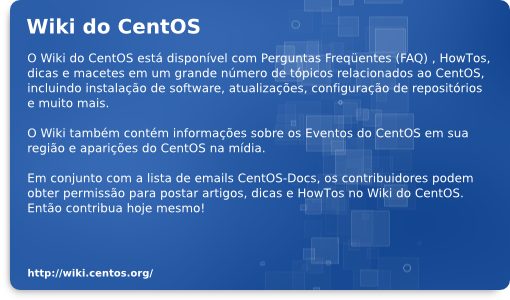 Wiki do CentOS
O Wiki do CentOS está disponível com Perguntas Freqüentes (FAQ) , HowTos,
dicas e macetes em um grande número de tópicos relacionados ao CentOS,
incluindo instalação de software, atualizações, configuração de repositórios
e muito mais.
O Wiki também contém informações sobre os Eventos do CentOS em sua
região e aparições do CentOS na mídia.
Em conjunto com a lista de emails CentOS-Docs, os contribuidores podem
obter permissão para postar artigos, dicas e HowTos no Wiki do CentOS.
Então contribua hoje mesmo!
http://wiki.centos.org/